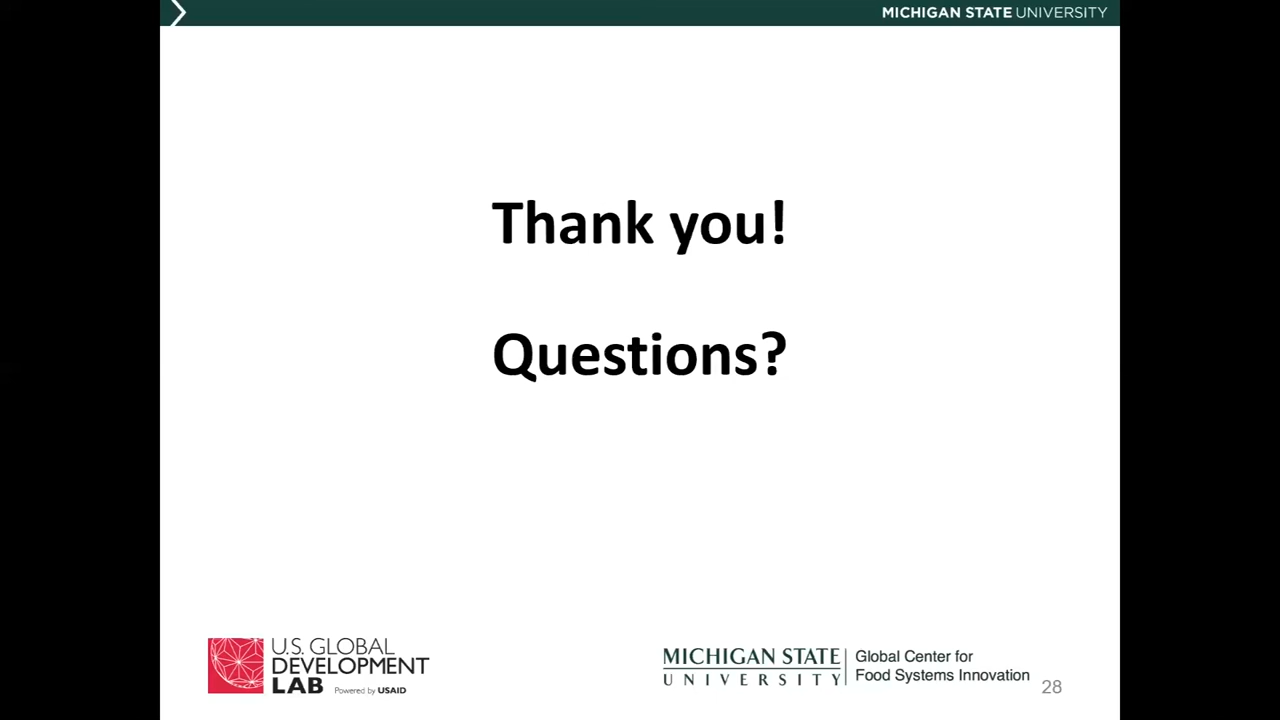 MICHIGAN STATE UNIVERSITY
Thank you!
Questions?
U.S. GLOBAL
DEVELOPMENT
LAB Powered by USAID
MICHIGAN STATE
UNIVERSITY
Global Center for
Food Systems Innovation
28